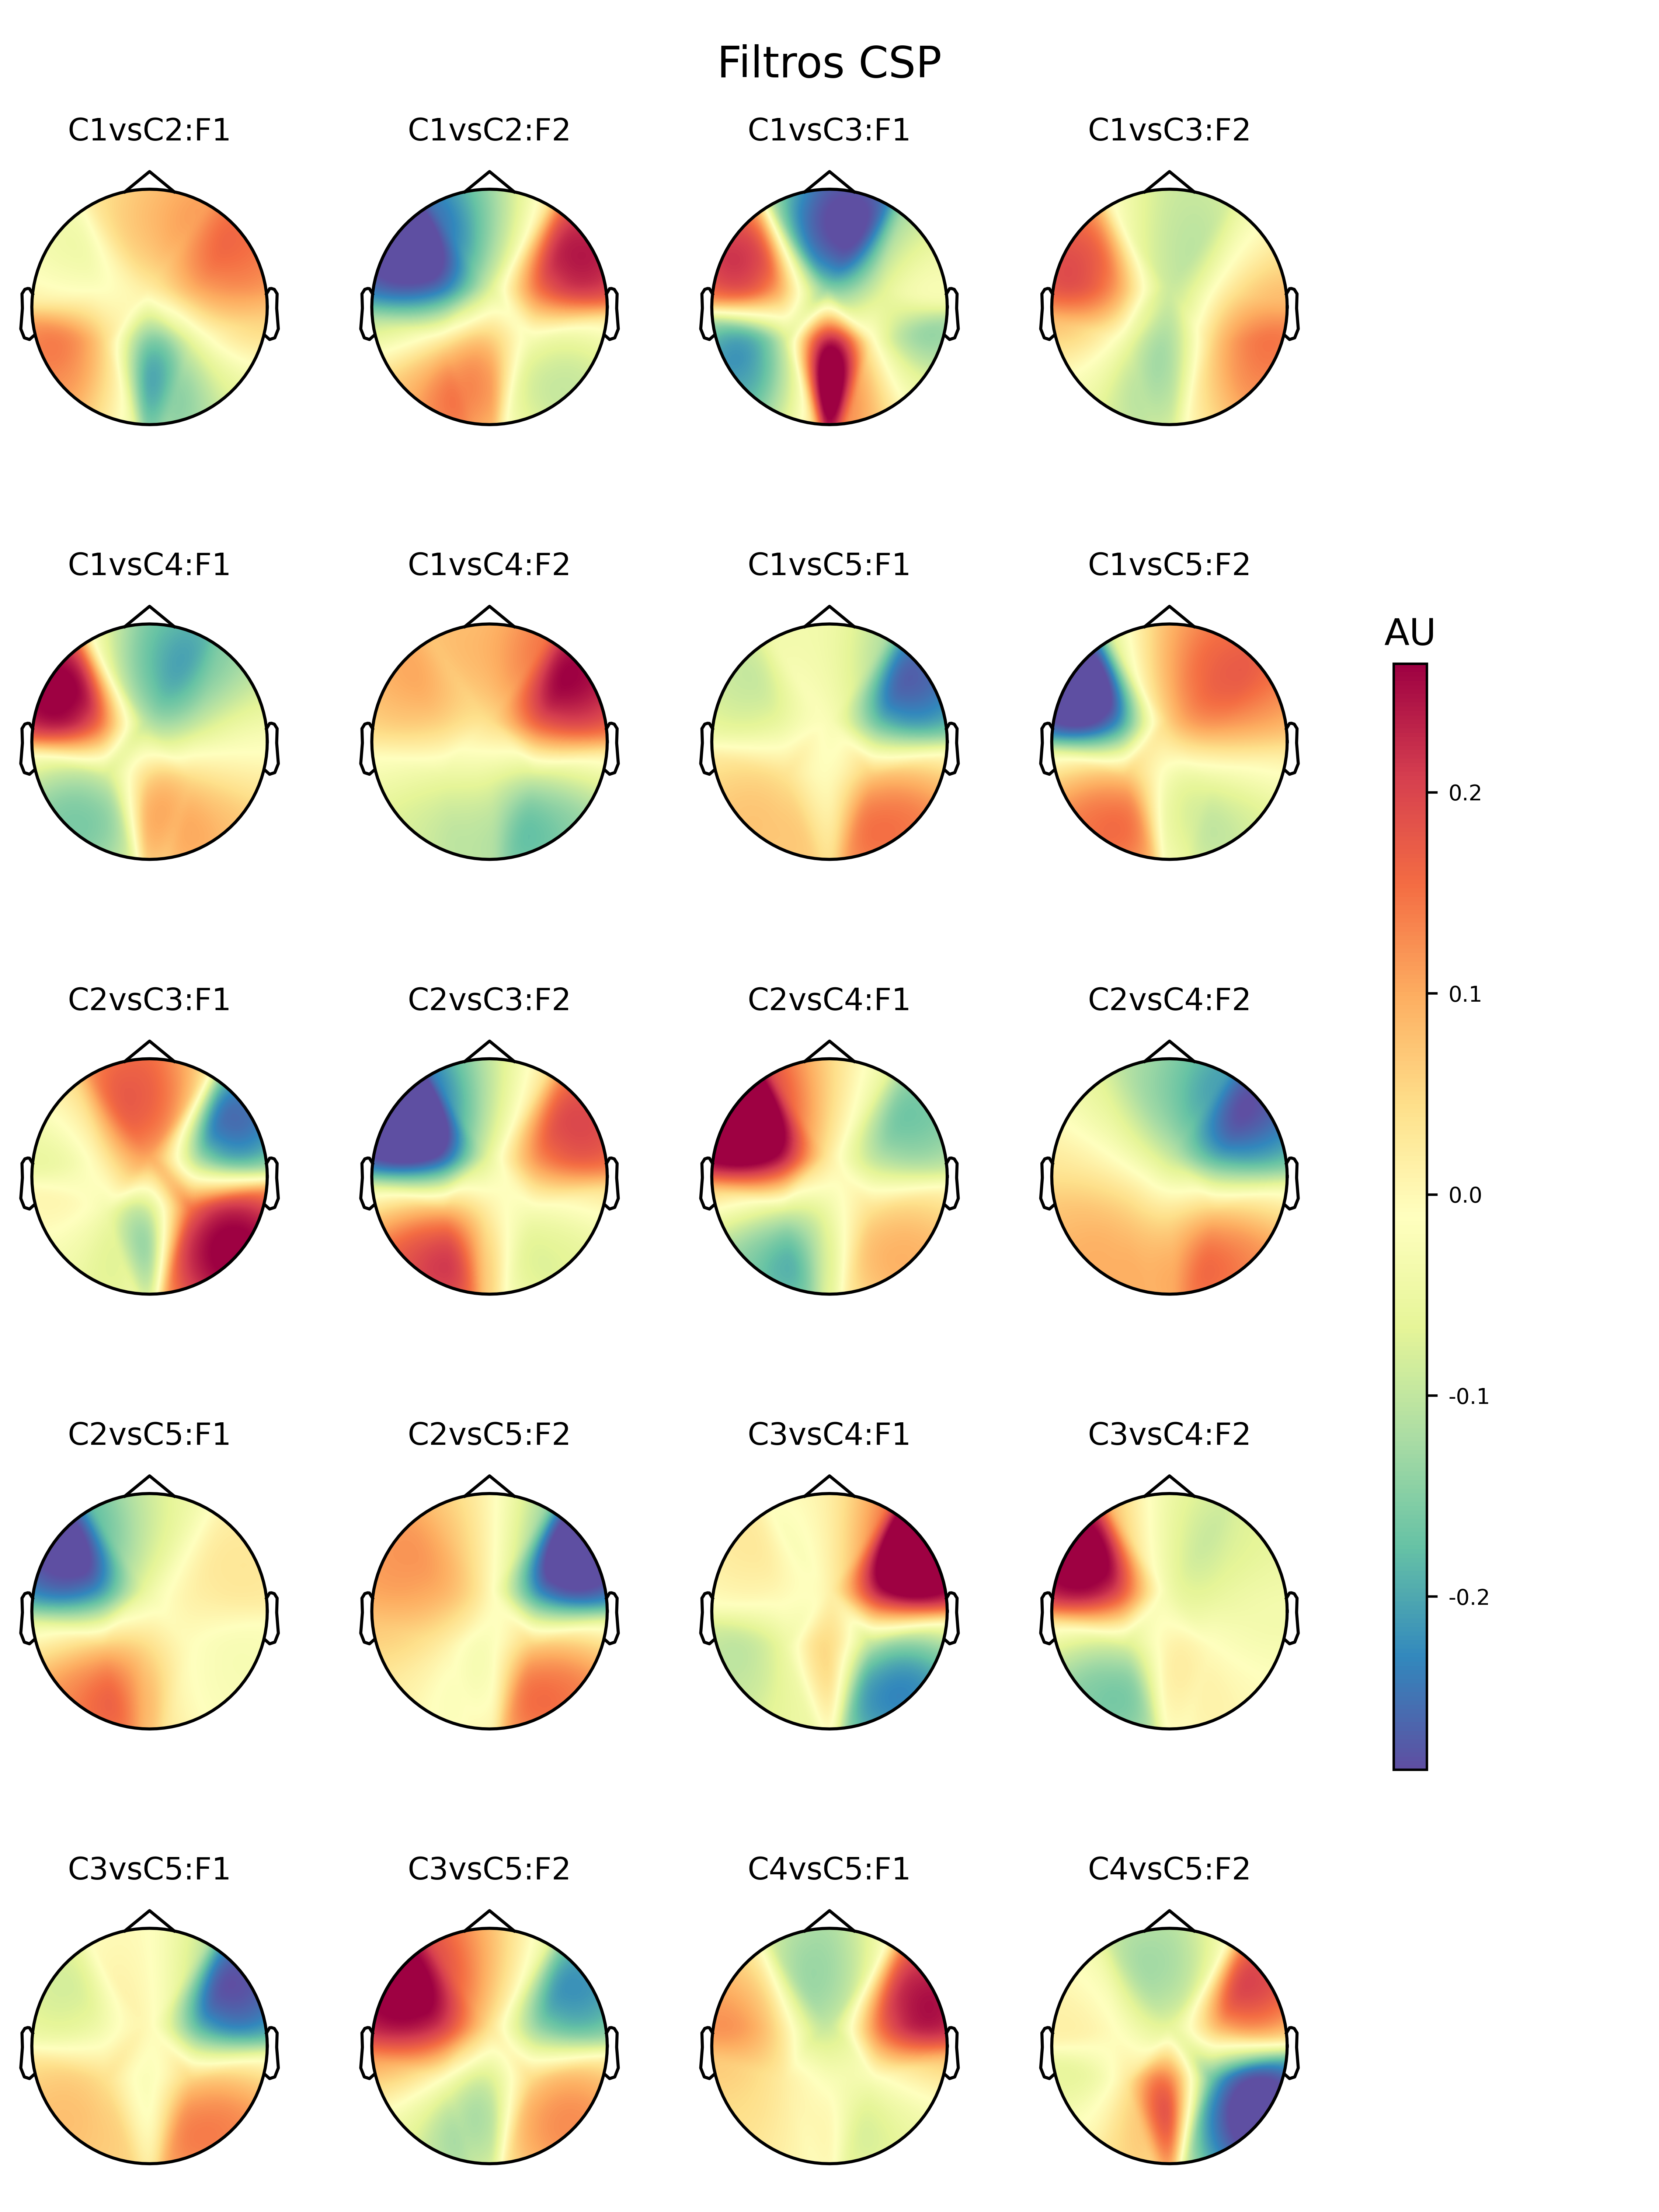 Filtros CSP
C1vsC2:F1
C1vsC2:F2
C1vsC3:F1
C1vsC3:F2
C1vsC4:F1
C1vsC4:F2
C1vsC5:F1
C1vsC5:F2
AU
0.2
0.1
0.0
-0.1
-0.2
C2vsC3:F1
C2vsC3:F2
C2vsC4:F1
C2vsC4:F2
C2vsC5:F1
C2vsC5:F2
C3vsC4:F1
C3vsC4:F2
C3vsC5:F1
C3vsC5:F2
C4vsC5:F1
C4vsC5:F2